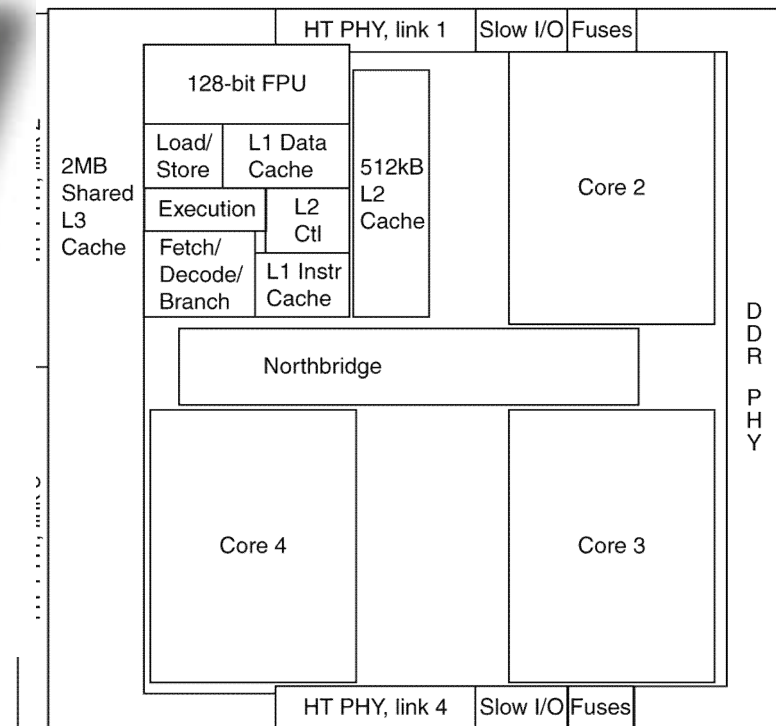 HT PHY, link 1
Slow I/O
Fuses
128-bit FPU
Load/
Store
L1 Data
Cache
2MB
Shared
L3
Cache
512kB
L2
Cache
Core 2
Execution
L2
Ctl
Fetch/
Decode/
Branch
L1 Instr
Cache
Northbridge
D
D
R
P
H
Y
Core 4
Core 3
HT PHY, link 4
Slow I/O
Fuses